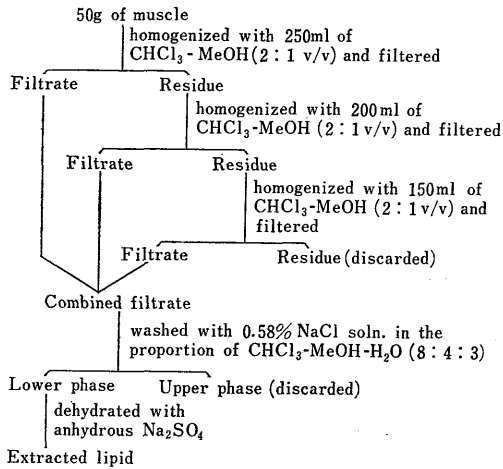 50g of muscle
homogenized with 250ml of
CHCl₃ - MeOH(2 : 1 v/v) and filtered
Filtrate Residue
homogenized with 200ml of
CHCl₃-MeOH (2 : 1 v/v) and filtered
Filtrate Residue
homogenized with 150ml of
CHCl₃-MeOH (2 : 1 v/v) and
filtered
Filtrate Residue (discarded)
Combined filtrate
washed with 0.58% NaCl soln. in the
proportion of CHCl₃-MeOH-H₂O (8 : 4 : 3)
Lower phase Upper phase (discarded)
dehydrated with
anhydrous Na₂SO₄
Extracted lipid